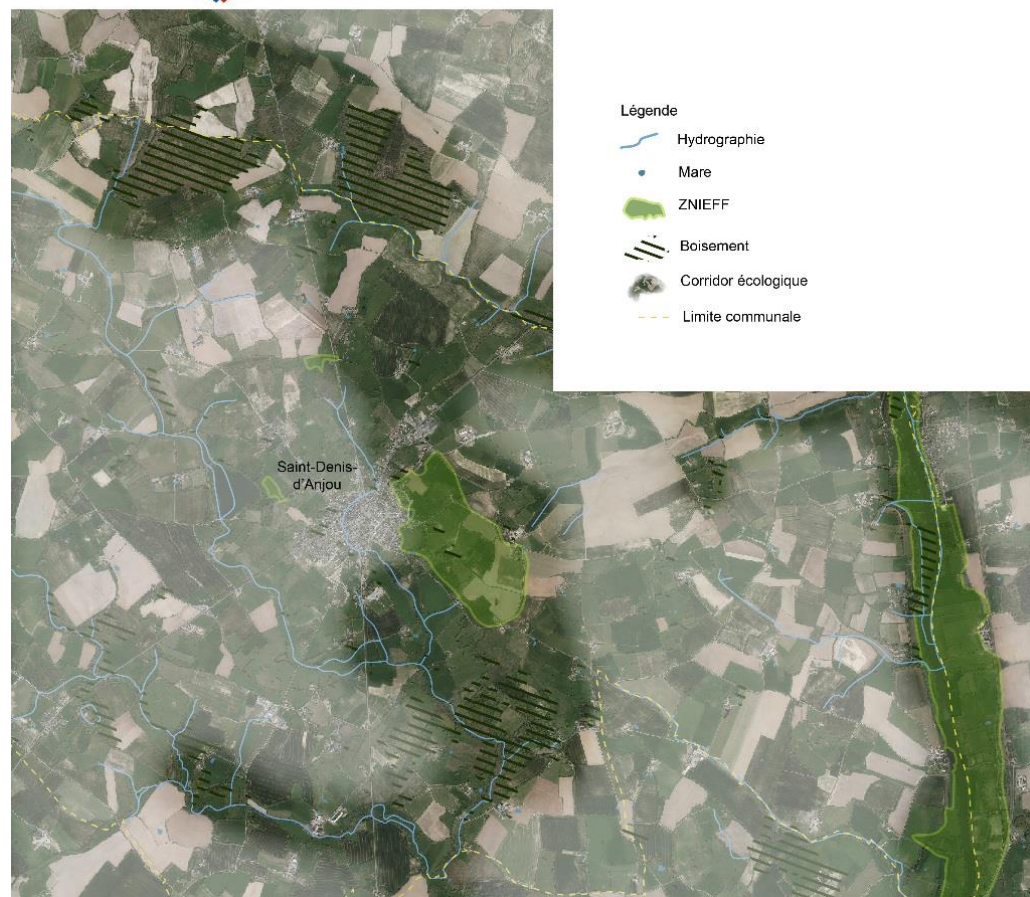 Légende
Hydrographie
Mare
ZNIEFF
Boisement
Corridor écologique
Limite communale
Saint-Denis-
d'Anjou